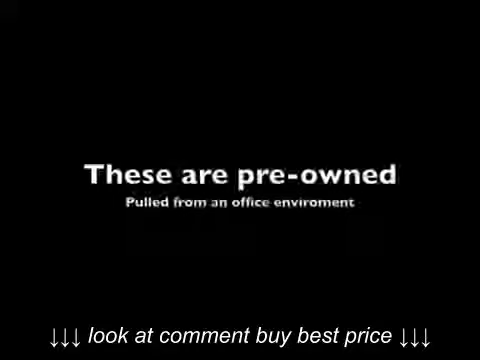 These are pre-owned
Pulled from an office enviroment
↓↓↓ look at comment buy best price ↓↓↓